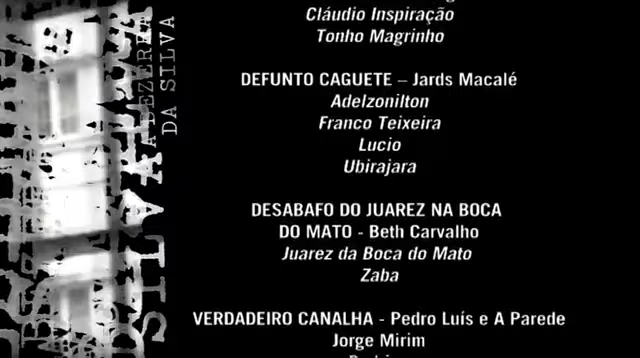 Cláudio Inspiração
Tonho Magrinho
DEFUNTO CAGUETE – Jards Macalé
Adelzonilton
Franco Teixeira
Lucio
Ubirajara
DESABAFO DO JUAREZ NA BOCA
DO MATO - Beth Carvalho
Juarez da Boca do Mato
Zaba
VERDADEIRO CANALHA - Pedro Luís e A Parede
Jorge Mirim
A BEZERRA
DA SILVA
SILVA